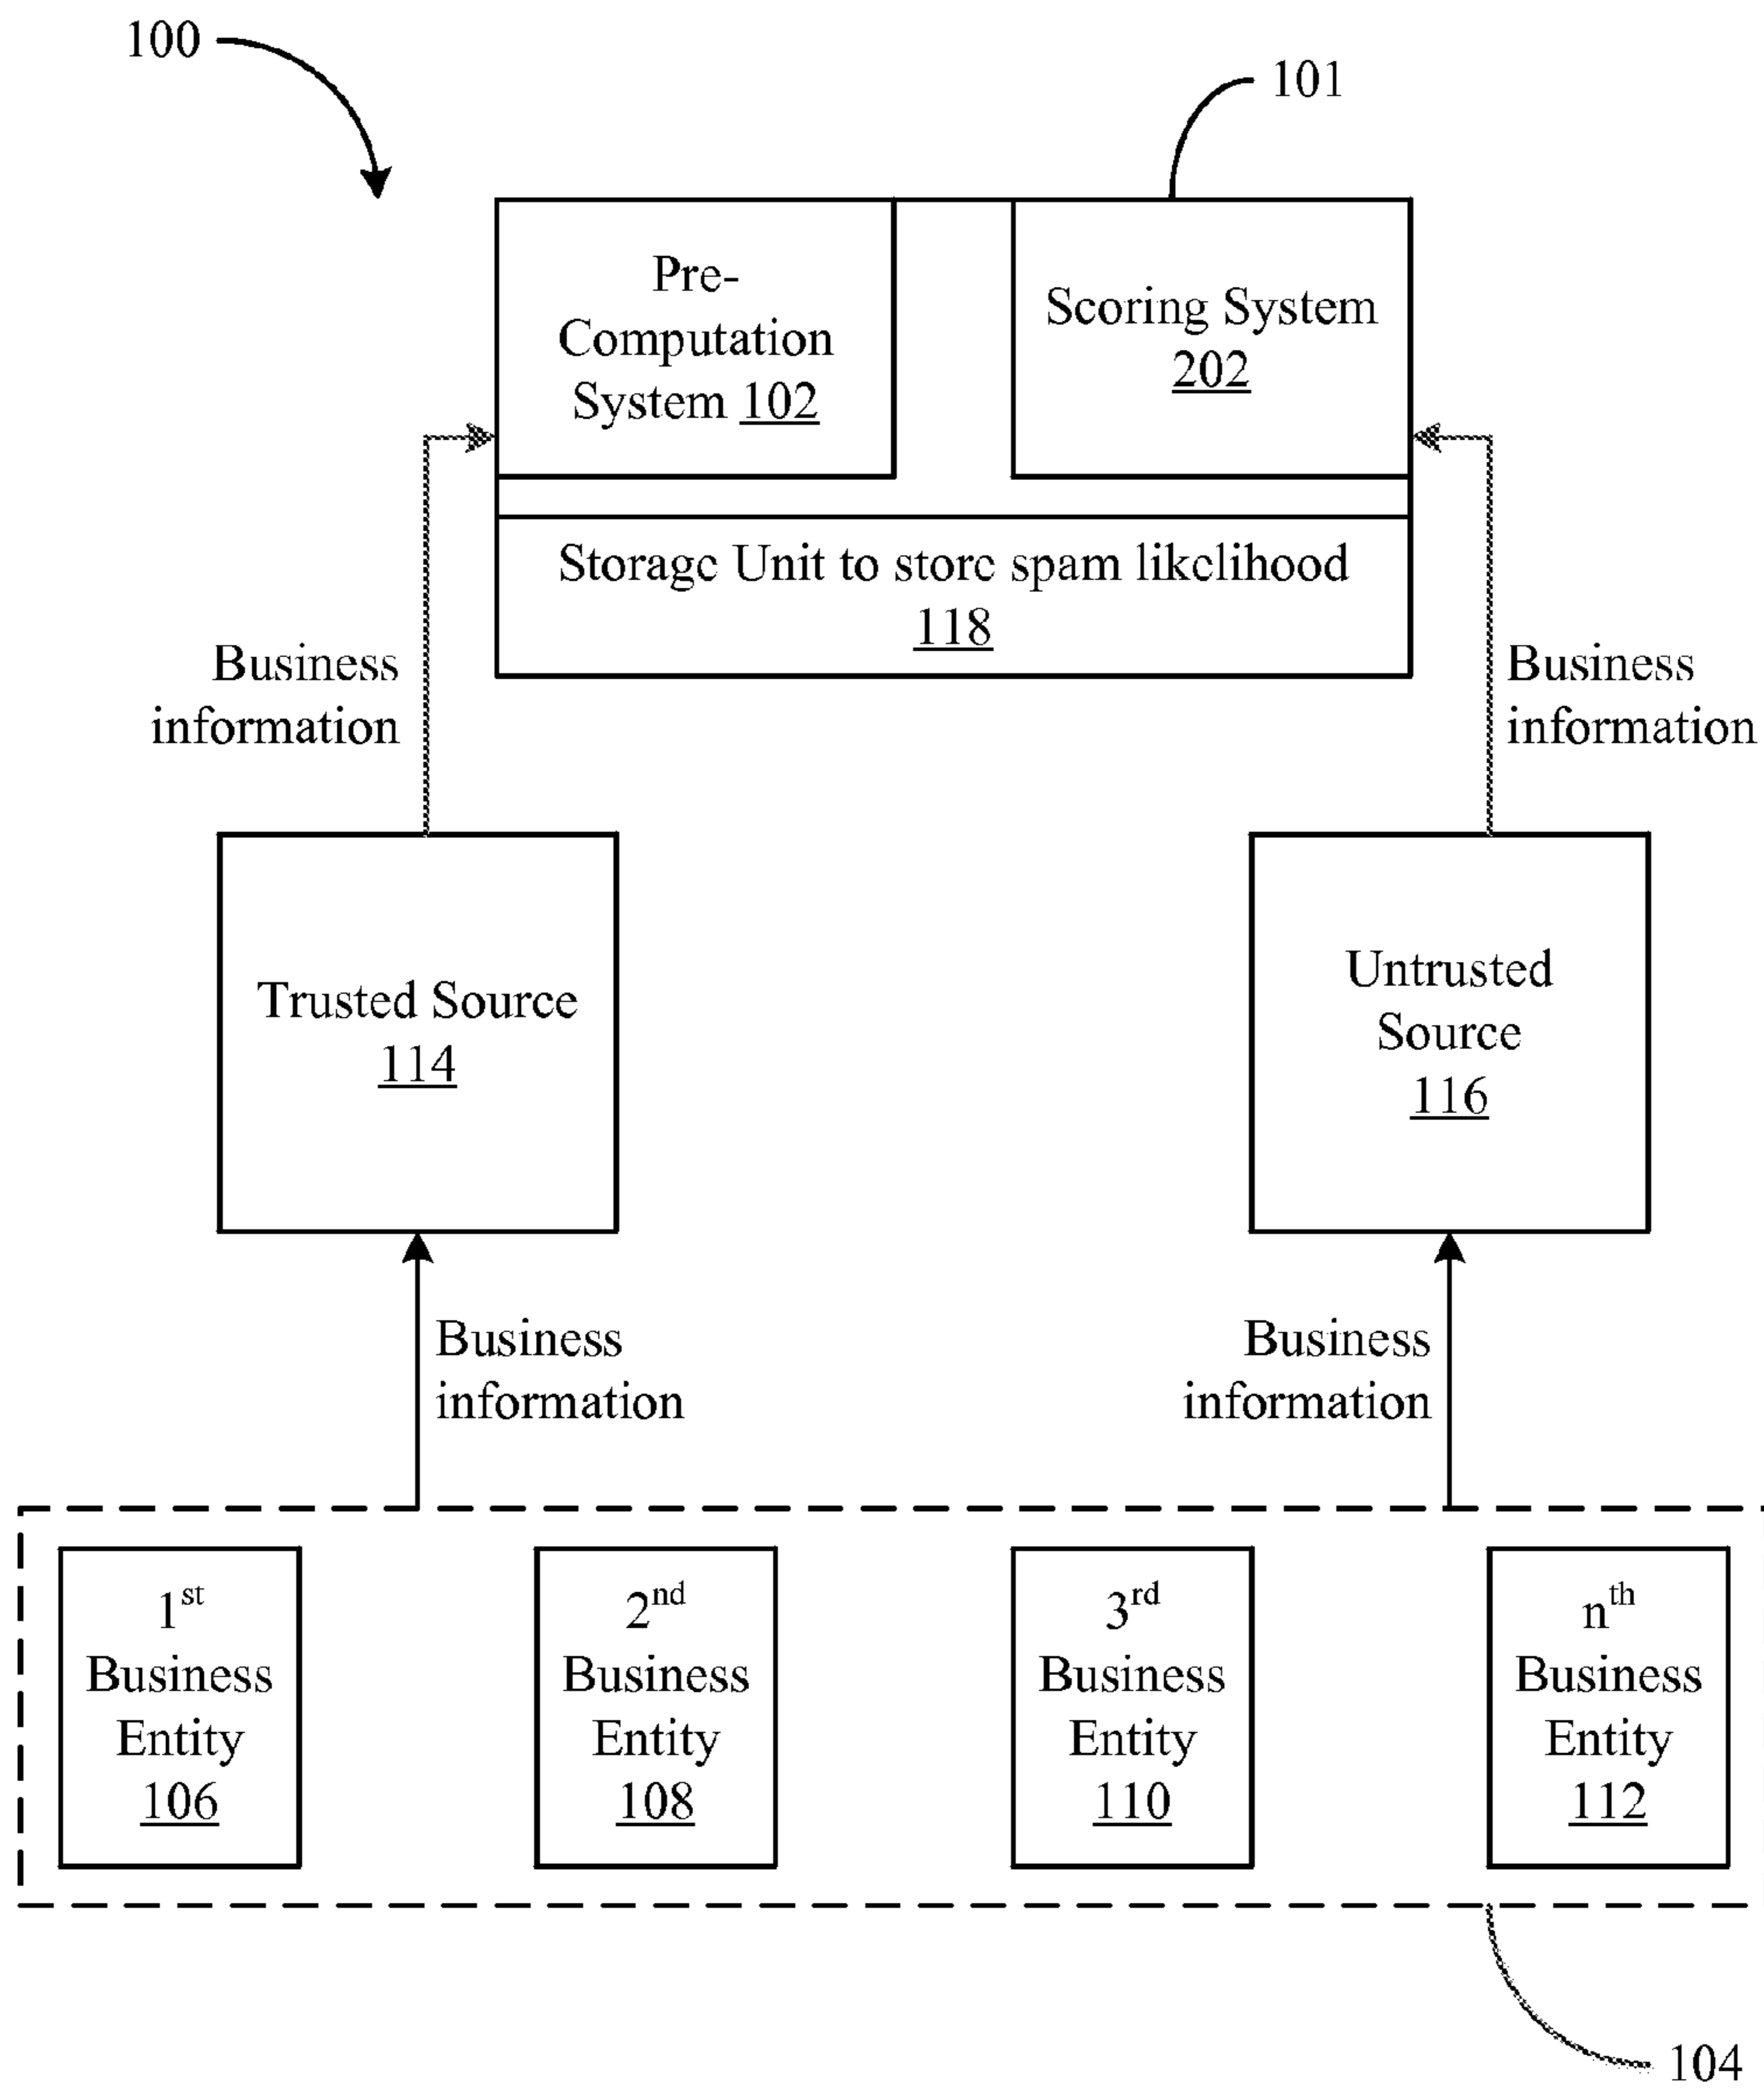 100
101
Pre-
Computation
System 102
Scoring System
202
Storage Unit to store spam likelihood
118
Business
information
Business
information
Trusted Source
114
Untrusted
Source
116
Business
information
Business
information
1st
Business
Entity
106
2nd
Business
Entity
108
3rd
Business
Entity
110
nth
Business
Entity
112
104